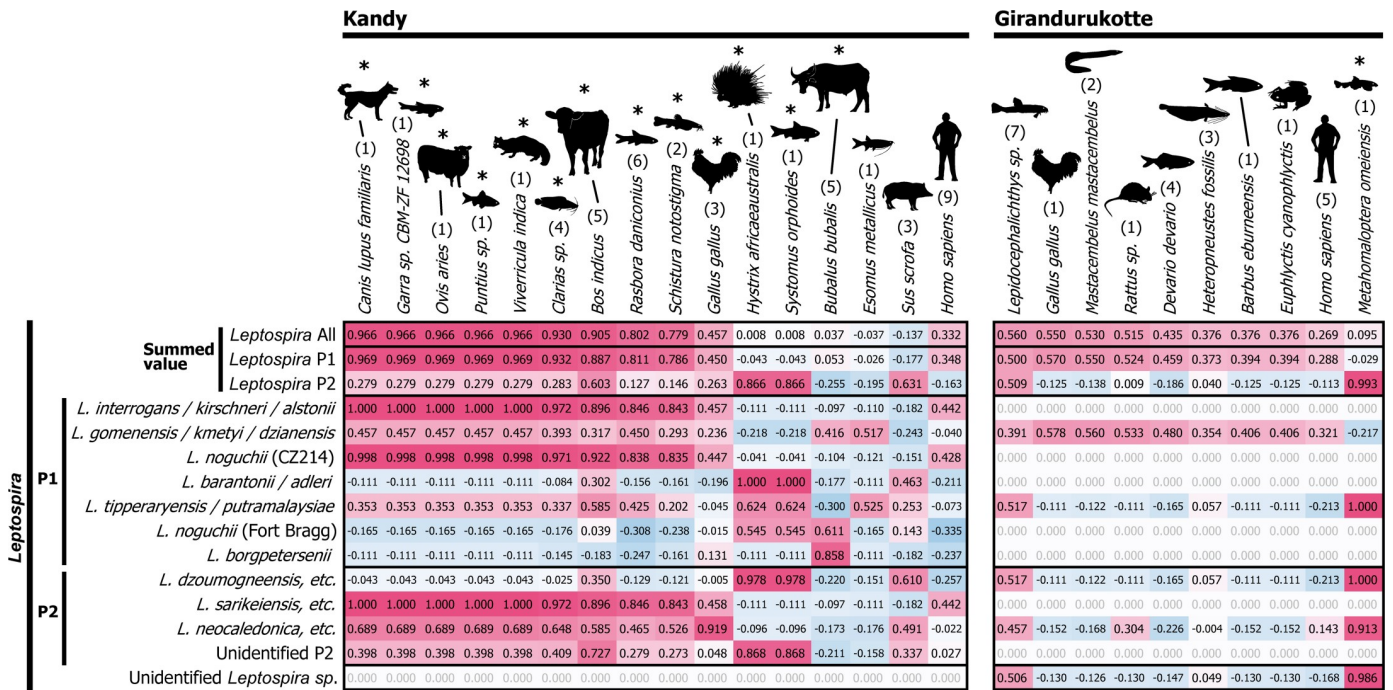 Kandy
Girandurukotte
* * * * * * * * * * * * * *
(1) Canis lupus familiaris
(1) Garra sp. CBM-ZF 12698
(1) Ovis aries
(1) Puntius sp.
(1) Viverricula indica
(4) Clarias sp.
(5) Bos indicus
(6) Rasbora daniconius
(2) Schistura notostigma
(3) Gallus gallus
(1) Hystrix africaeaustralis
(1) Systomus orphoides
(5) Bubalus bubalis
(1) Esomus metallicus
(3) Sus scrofa
(9) Homo sapiens
(7) Lepidocephalichthys sp.
(1) Gallus gallus
(2) Mastacembelus mastacembelus
(1) Rattus sp.
(4) Devario devario
(3) Heteropneustes fossilis
(1) Barbus eburneensis
(1) Euphlyctis cyanophlyctis
(5) Homo sapiens
(1) Metahomaloptera omeiensis
Summed value
Leptospira
P1
P2
Leptospira All 0.966 0.966 0.966 0.966 0.966 0.930 0.905 0.802 0.779 0.457 0.008 0.008 0.037 -0.037 -0.137 0.332 0.560 0.550 0.530 0.515 0.435 0.376 0.376 0.376 0.269 0.095
Leptospira P1 0.969 0.969 0.969 0.969 0.969 0.932 0.887 0.811 0.786 0.450 -0.043 -0.043 0.053 -0.026 -0.177 0.348 0.500 0.570 0.550 0.524 0.459 0.373 0.394 0.394 0.288 -0.029
Leptospira P2 0.279 0.279 0.279 0.279 0.279 0.283 0.603 0.127 0.146 0.263 0.866 0.866 -0.255 -0.195 0.631 -0.163 0.509 -0.125 -0.138 0.009 -0.186 0.040 -0.125 -0.125 -0.113 0.993
L. interrogans / kirschneri / alstonii 1.000 1.000 1.000 1.000 1.000 0.972 0.896 0.846 0.843 0.457 -0.111 -0.111 -0.097 -0.110 -0.182 0.442 0.000 0.000 0.000 0.000 0.000 0.000 0.000 0.000 0.000 0.000
L. gomenensis / kmetyi / dzianensis 0.457 0.457 0.457 0.457 0.457 0.393 0.317 0.450 0.293 0.236 -0.218 -0.218 0.416 0.517 -0.243 -0.040 0.391 0.578 0.560 0.533 0.480 0.354 0.406 0.406 0.321 -0.217
L. noguchii (CZ214) 0.998 0.998 0.998 0.998 0.998 0.971 0.922 0.838 0.835 0.447 -0.041 -0.041 -0.104 -0.121 -0.151 0.428 0.000 0.000 0.000 0.000 0.000 0.000 0.000 0.000 0.000 0.000
L. barantonii / adleri -0.111 -0.111 -0.111 -0.111 -0.111 -0.084 0.302 -0.156 -0.161 -0.196 1.000 1.000 -0.177 -0.111 0.463 -0.211 0.000 0.000 0.000 0.000 0.000 0.000 0.000 0.000 0.000 0.000
L. tipperaryensis / putramalaysiae 0.353 0.353 0.353 0.353 0.353 0.337 0.585 0.425 0.202 -0.045 0.624 0.624 -0.300 0.525 0.253 -0.073 0.517 -0.111 -0.111 -0.111 -0.165 0.057 -0.111 -0.111 -0.213 1.000
L. noguchii (Fort Bragg) -0.165 -0.165 -0.165 -0.165 -0.165 -0.176 0.039 -0.308 -0.238 -0.015 0.545 0.545 0.611 -0.165 0.143 -0.335 0.000 0.000 0.000 0.000 0.000 0.000 0.000 0.000 0.000 0.000
L. borgpetersenii -0.111 -0.111 -0.111 -0.111 -0.111 -0.145 -0.183 -0.247 -0.161 0.131 -0.111 -0.111 0.858 -0.111 -0.182 -0.237 0.000 0.000 0.000 0.000 0.000 0.000 0.000 0.000 0.000 0.000
L. dzoumogneensis, etc. -0.043 -0.043 -0.043 -0.043 -0.043 -0.025 0.350 -0.129 -0.121 -0.005 0.978 0.978 -0.220 -0.151 0.610 -0.257 0.517 -0.111 -0.122 -0.111 -0.165 0.057 -0.111 -0.111 -0.213 1.000
L. sarikeiensis, etc. 1.000 1.000 1.000 1.000 1.000 0.972 0.896 0.846 0.843 0.458 -0.111 -0.111 -0.097 -0.111 -0.182 0.442 0.000 0.000 0.000 0.000 0.000 0.000 0.000 0.000 0.000 0.000
L. neocaledonica, etc. 0.689 0.689 0.689 0.689 0.689 0.648 0.585 0.465 0.526 0.919 -0.096 -0.096 -0.173 -0.176 0.491 -0.022 0.457 -0.152 -0.168 0.304 -0.226 -0.004 -0.152 -0.152 0.143 0.913
Unidentified P2 0.398 0.398 0.398 0.398 0.398 0.409 0.727 0.279 0.273 0.048 0.868 0.868 -0.211 -0.158 0.337 0.027 0.000 0.000 0.000 0.000 0.000 0.000 0.000 0.000 0.000 0.000
Unidentified Leptospira sp. 0.000 0.000 0.000 0.000 0.000 0.000 0.000 0.000 0.000 0.000 0.000 0.000 0.000 0.000 0.000 0.000 0.506 -0.130 -0.126 -0.130 -0.147 0.049 -0.130 -0.130 -0.168 0.986